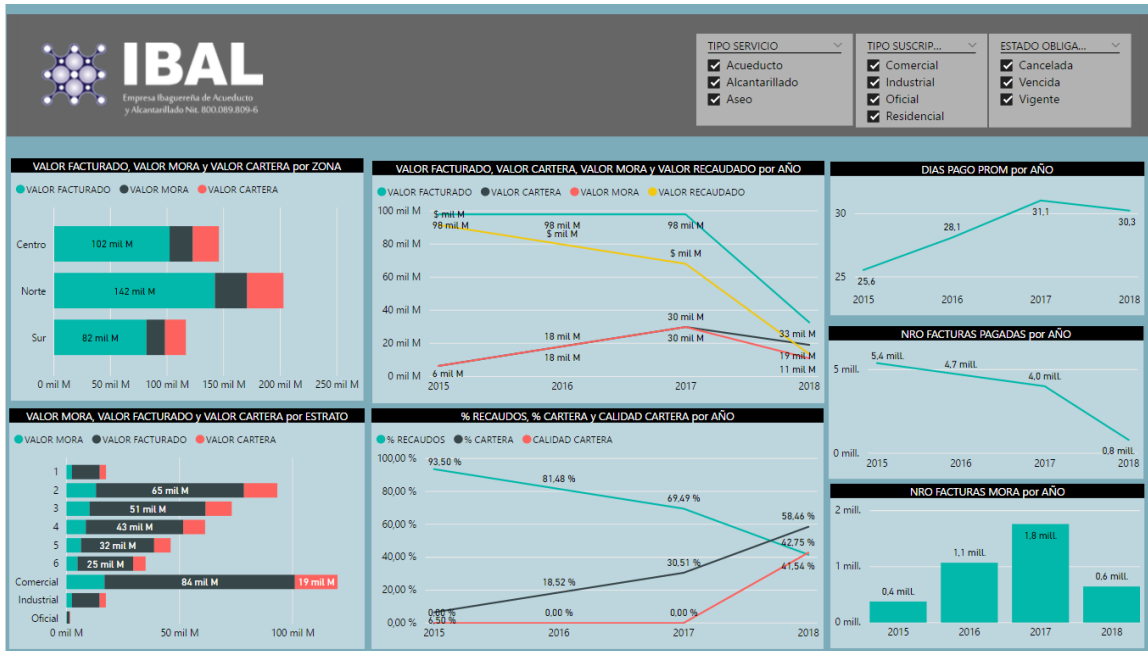 IBAL
Empresa Ibaguereña de Acueducto
y Alcantarillado Nit. 800.089.809-6
TIPO SERVICIO
Acueducto
Alcantarillado
Aseo
TIPO SUSCRIP...
Comercial
Industrial
Oficial
Residencial
ESTADO OBLIGA...
Cancelada
Vencida
Vigente
VALOR FACTURADO, VALOR MORA y VALOR CARTERA por ZONA
VALOR FACTURADO VALOR MORA VALOR CARTERA
Centro 102 mil M
Norte 142 mil M
Sur 82 mil M
0 mil M 50 mil M 100 mil M 150 mil M 200 mil M 250 mil M
VALOR FACTURADO, VALOR CARTERA, VALOR MORA y VALOR RECAUDADO por AÑO
VALOR FACTURADO VALOR CARTERA VALOR MORA VALOR RECAUDADO
100 mil M
80 mil M
60 mil M
40 mil M
20 mil M
0 mil M
$ mil M
98 mil M 98 mil M 98 mil M
$ mil M
$ mil M
30 mil M
30 mil M
33 mil M
18 mil M
18 mil M
19 mil M
6 mil M
11 mil M
2015 2016 2017 2018
DIAS PAGO PROM por AÑO
30
25
25,6
28,1
31,1
30,3
2015 2016 2017 2018
NRO FACTURAS PAGADAS por AÑO
5 mill.
0 mill.
5,4 mill.
4,7 mill.
4,0 mill.
0,8 mill.
2015 2016 2017 2018
VALOR MORA, VALOR FACTURADO y VALOR CARTERA por ESTRATO
VALOR MORA VALOR FACTURADO VALOR CARTERA
1
2 65 mil M
3 51 mil M
4 43 mil M
5 32 mil M
6 25 mil M
Comercial 84 mil M 19 mil M
Industrial
Oficial
0 mil M 50 mil M 100 mil M
% RECAUDOS, % CARTERA y CALIDAD CARTERA por AÑO
% RECAUDOS % CARTERA CALIDAD CARTERA
100,00 %
80,00 %
60,00 %
40,00 %
20,00 %
0,00 %
93,50 %
81,48 %
69,49 %
58,46 %
42,75 %
41,54 %
30,51 %
18,52 %
0,00 % 0,00 % 0,00 %
6,50 %
2015 2016 2017 2018
NRO FACTURAS MORA por AÑO
2 mill.
1 mill.
0 mill.
0,4 mill.
1,1 mill.
1,8 mill.
0,6 mill.
2015 2016 2017 2018